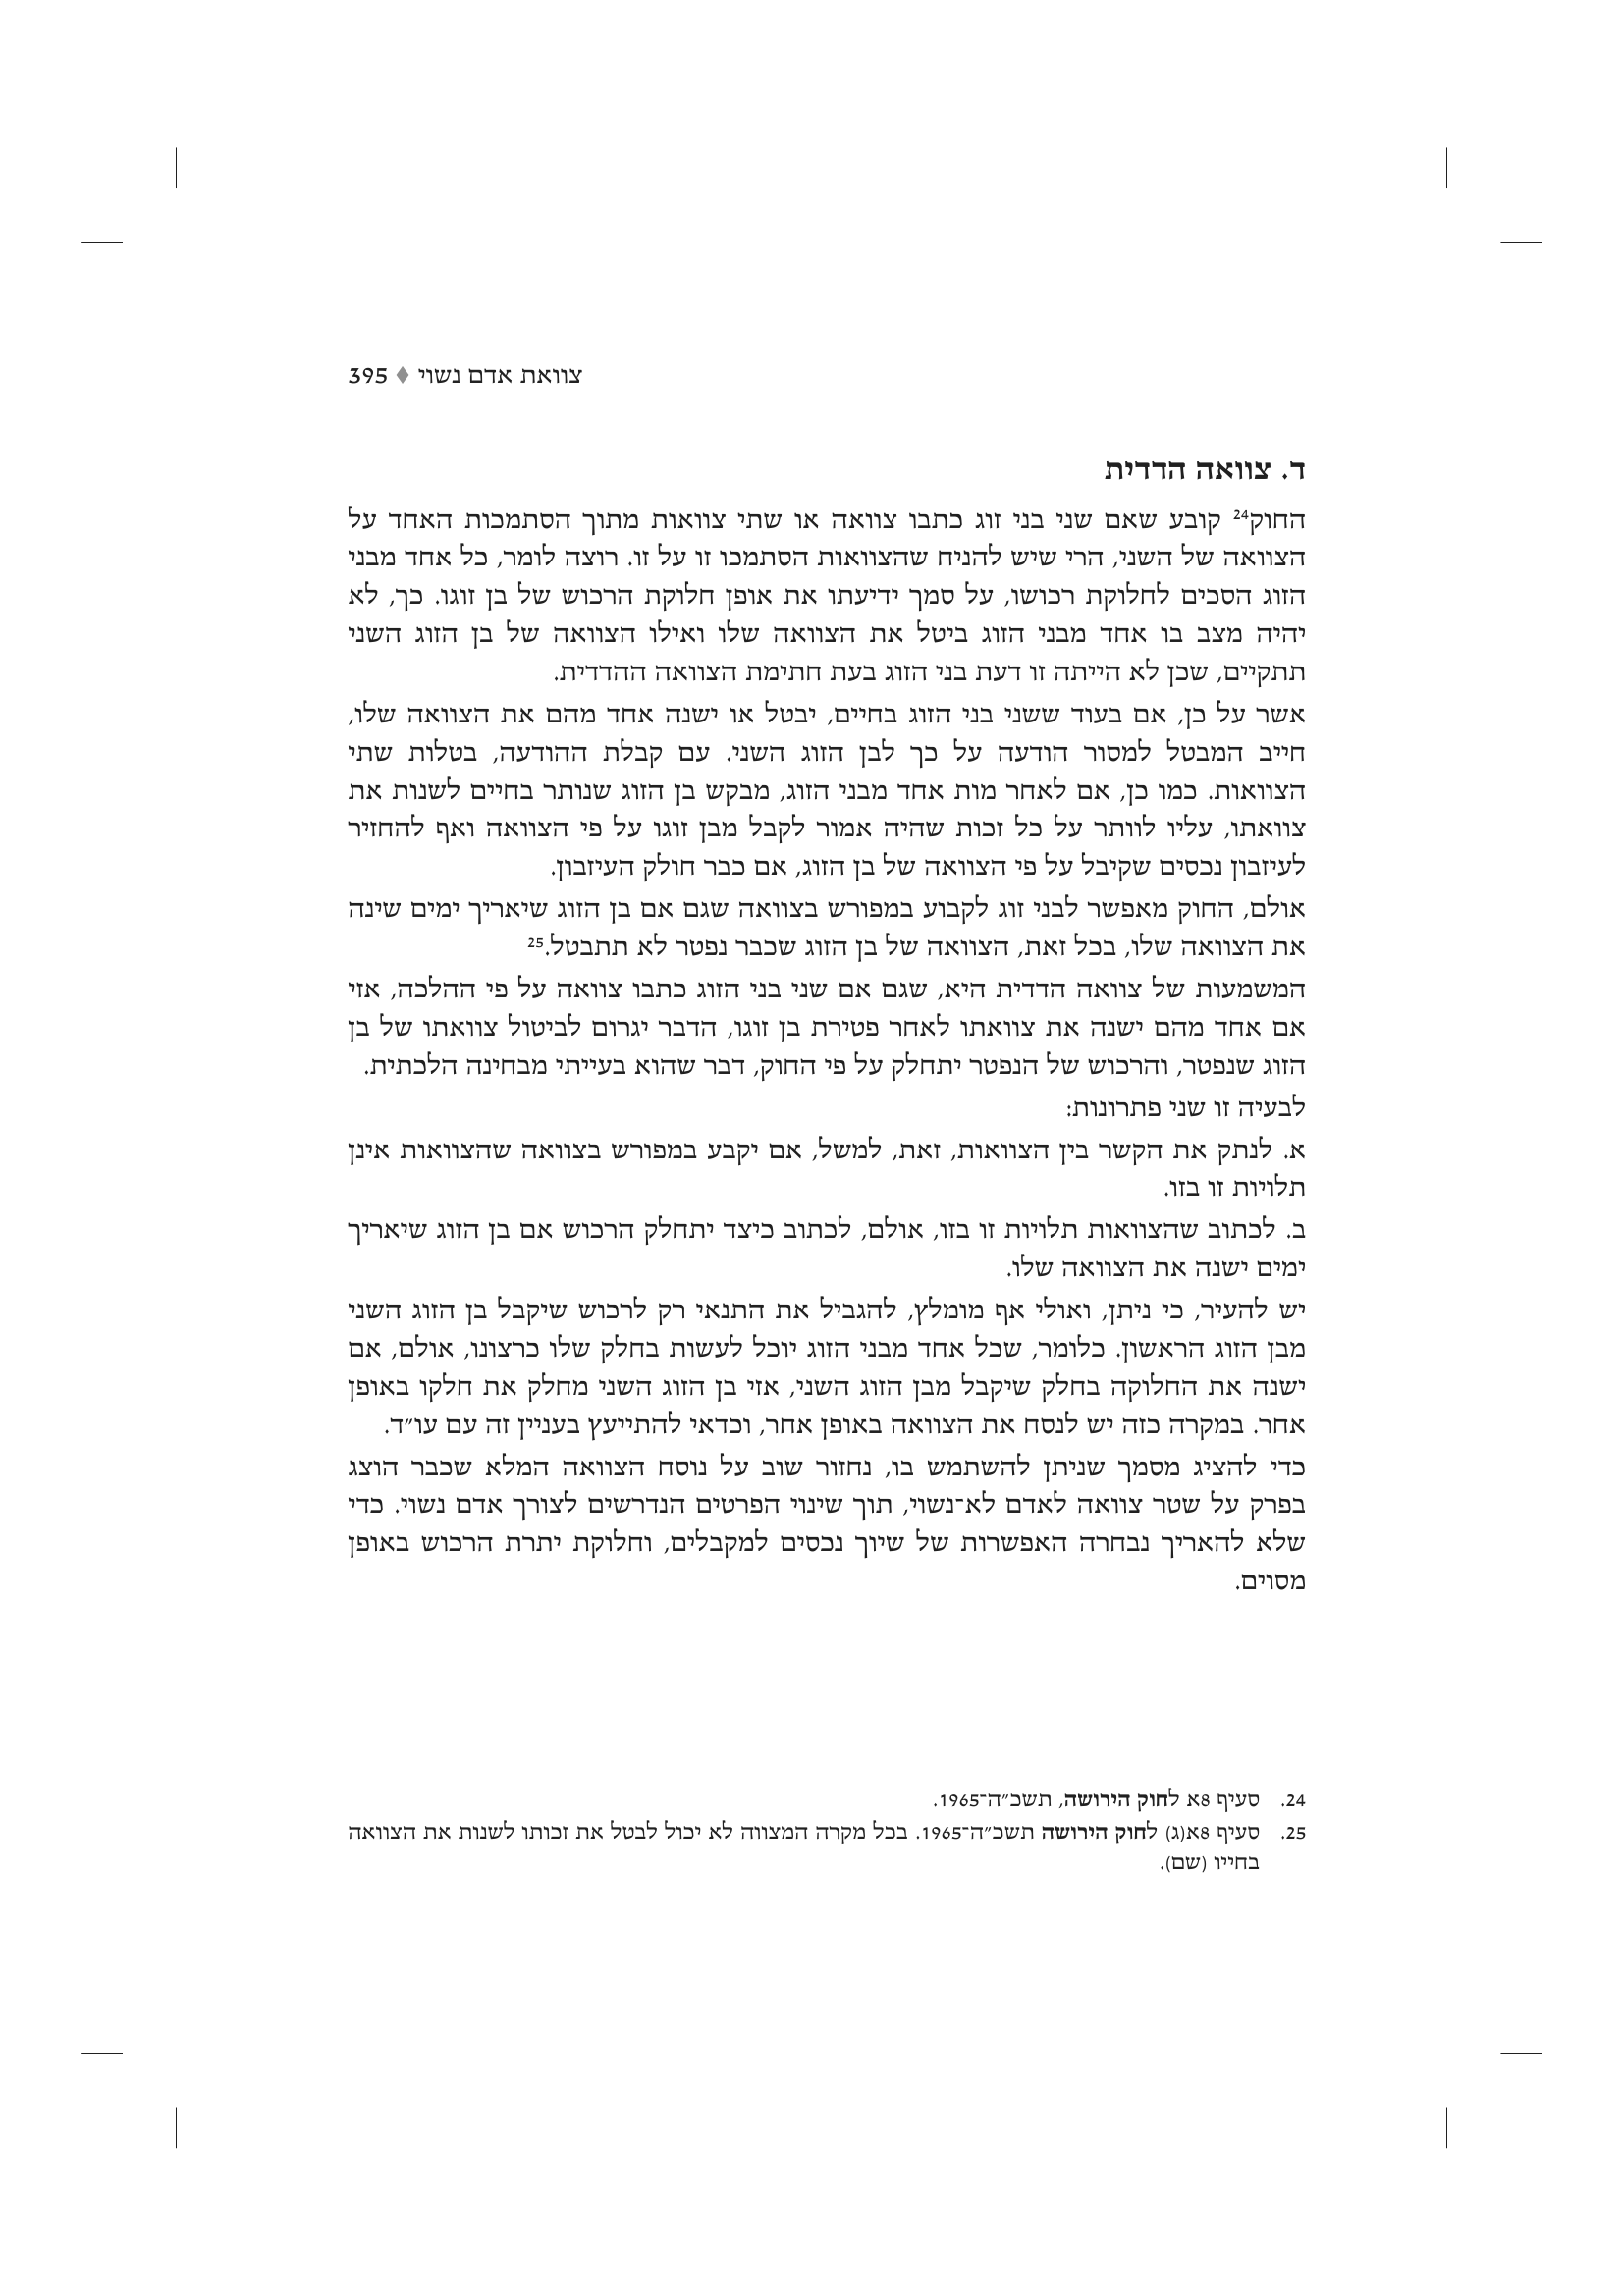 צוואת אדם נשוי ♦ 395
ד. צוואה הדדית
החוק24 קובע שאם שני בני זוג כתבו צוואה או שתי צוואות מתוך הסתמכות האחד על
הצוואה של השני, הרי שיש להניח שהצוואות הסתמכו זו על זו. רוצה לומר, כל אחד מבני
הזוג הסכים לחלוקת רכושו, על סמך ידיעתו את אופן חלוקת הרכוש של בן זוגו. כך, לא
יהיה מצב בו אחד מבני הזוג ביטל את הצוואה שלו ואילו הצוואה של בן הזוג השני
תתקיים, שכן לא הייתה זו דעת בני הזוג בעת חתימת הצוואה ההדדית.
אשר על כן, אם בעוד ששני בני הזוג בחיים, יבטל או ישנה אחד מהם את הצוואה שלו,
חייב המבטל למסור הודעה על כך לבן הזוג השני. עם קבלת ההודעה, בטלות שתי
הצוואות. כמו כן, אם לאחר מות אחד מבני הזוג, מבקש בן הזוג שנותר בחיים לשנות את
צוואתו, עליו לוותר על כל זכות שהיה אמור לקבל מבן זוגו על פי הצוואה ואף להחזיר
לעיזבון נכסים שקיבל על פי הצוואה של בן הזוג, אם כבר חולק העיזבון.
אולם, החוק מאפשר לבני זוג לקבוע במפורש בצוואה שגם אם בן הזוג שיאריך ימים שינה
את הצוואה שלו, בכל זאת, הצוואה של בן הזוג שכבר נפטר לא תתבטל.25
המשמעות של צוואה הדדית היא, שגם אם שני בני הזוג כתבו צוואה על פי ההלכה, אזי
אם אחד מהם ישנה את צוואתו לאחר פטירת בן זוגו, הדבר יגרום לביטול צוואתו של בן
הזוג שנפטר, והרכוש של הנפטר יתחלק על פי החוק, דבר שהוא בעייתי מבחינה הלכתית.
לבעיה זו שני פתרונות:
א. לנתק את הקשר בין הצוואות, זאת, למשל, אם יקבע במפורש בצוואה שהצוואות אינן
תלויות זו בזו.
ב. לכתוב שהצוואות תלויות זו בזו, אולם, לכתוב כיצד יתחלק הרכוש אם בן הזוג שיאריך
ימים ישנה את הצוואה שלו.
יש להעיר, כי ניתן, ואולי אף מומלץ, להגביל את התנאי רק לרכוש שיקבל בן הזוג השני
מבן הזוג הראשון. כלומר, שכל אחד מבני הזוג יוכל לעשות בחלק שלו כרצונו, אולם, אם
ישנה את החלוקה בחלק שיקבל מבן הזוג השני, אזי בן הזוג השני מחלק את חלקו באופן
אחר. במקרה כזה יש לנסח את הצוואה באופן אחר, וכדאי להתייעץ בעניין זה עם עו״ד.
כדי להציג מסמך שניתן להשתמש בו, נחזור שוב על נוסח הצוואה המלא שכבר הוצג
בפרק על שטר צוואה לאדם לא־נשוי, תוך שינוי הפרטים הנדרשים לצורך אדם נשוי. כדי
שלא להאריך נבחרה האפשרות של שיוך נכסים למקבלים, וחלוקת יתרת הרכוש באופן
מסוים.
24. סעיף 8א לחוק הירושה, תשכ״ה־1965.
25. סעיף 8א(ג) לחוק הירושה תשכ״ה־1965. בכל מקרה המצווה לא יכול לבטל את זכותו לשנות את הצוואה
בחייו (שם).